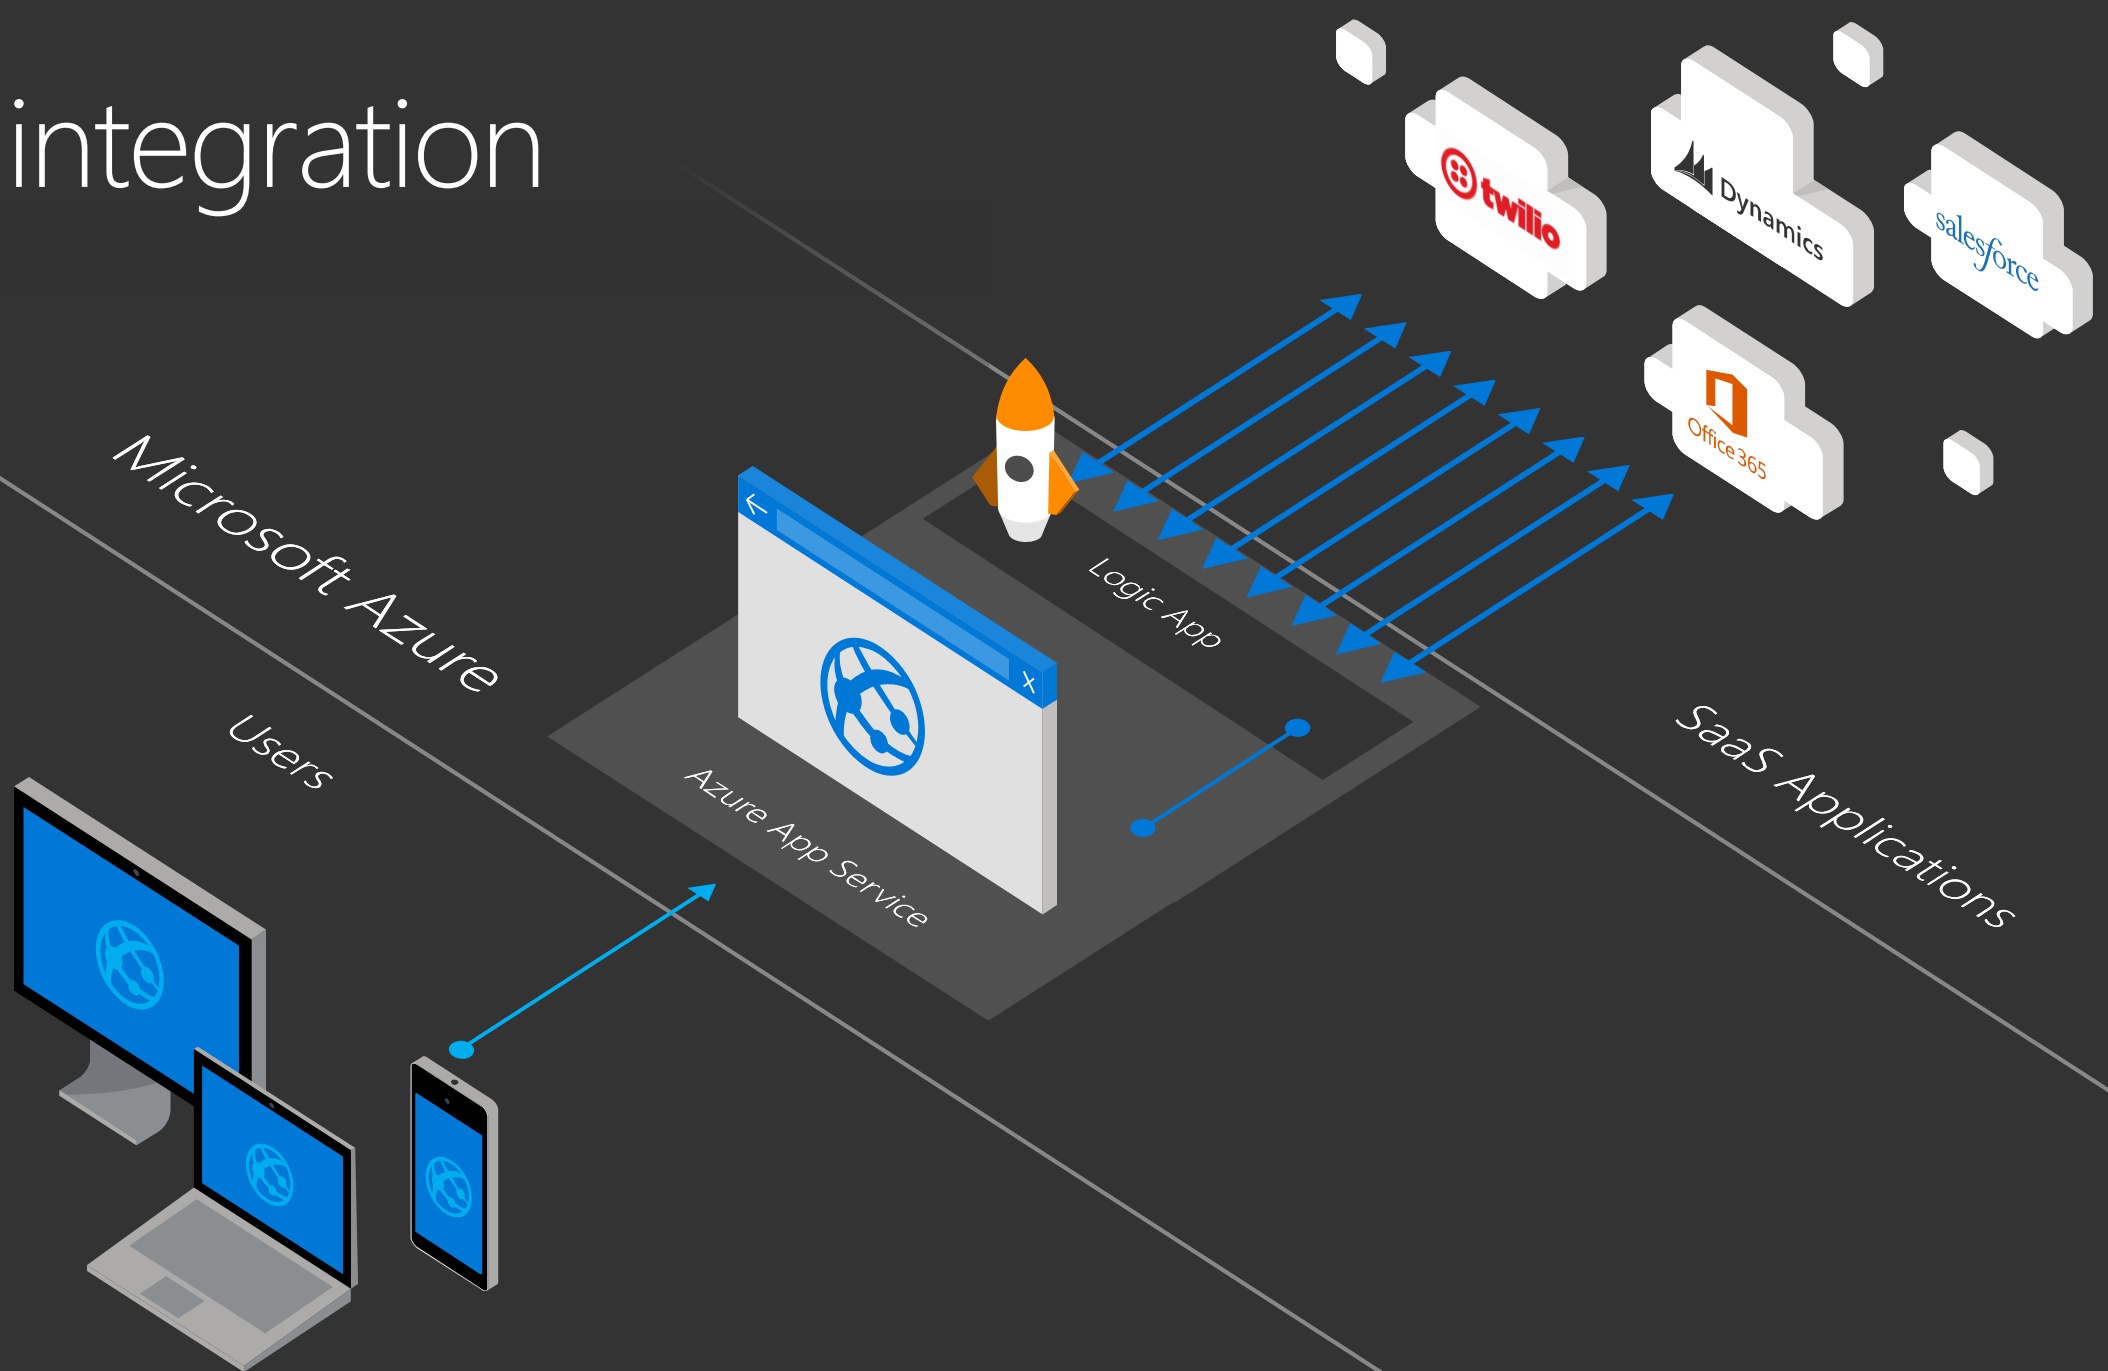 integration
twilio
Dynamics
salesforce
Office 365
Microsoft Azure
Logic App
Users
Azure App Service
SaaS Applications